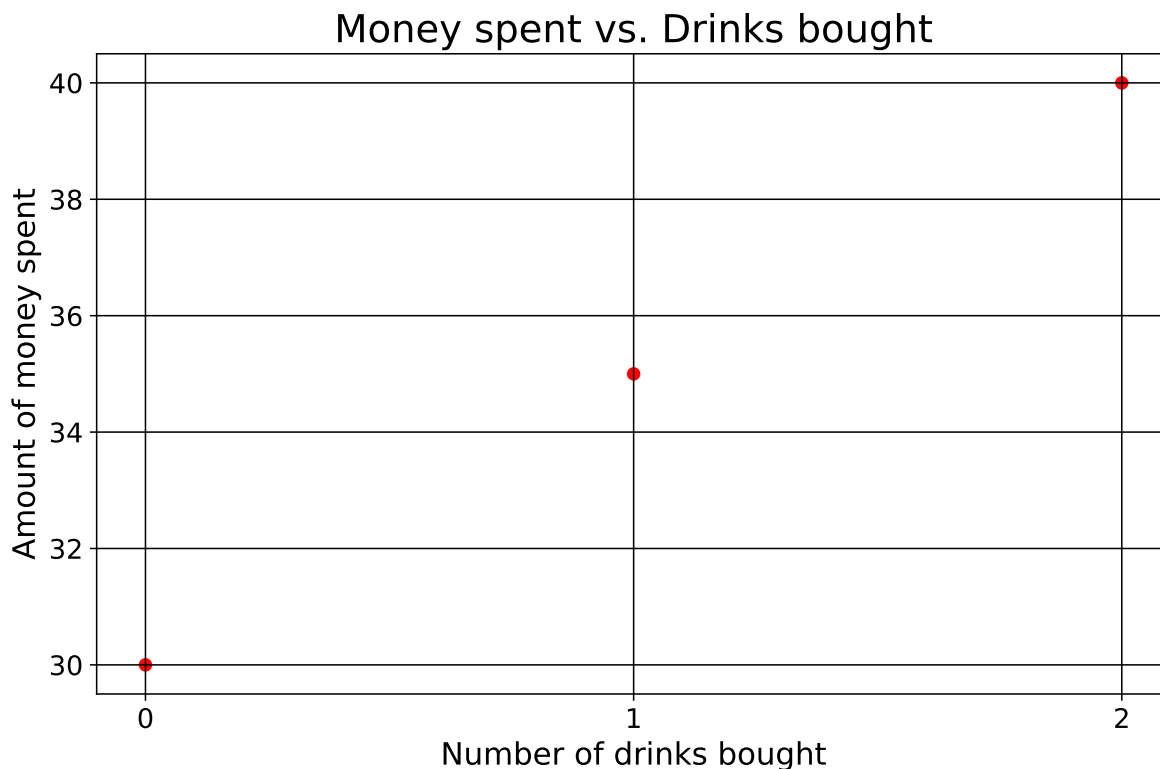 Money spent vs. Drinks bought
Amount of money spent
40
38
36
34
32
30
0 1 2
Number of drinks bought